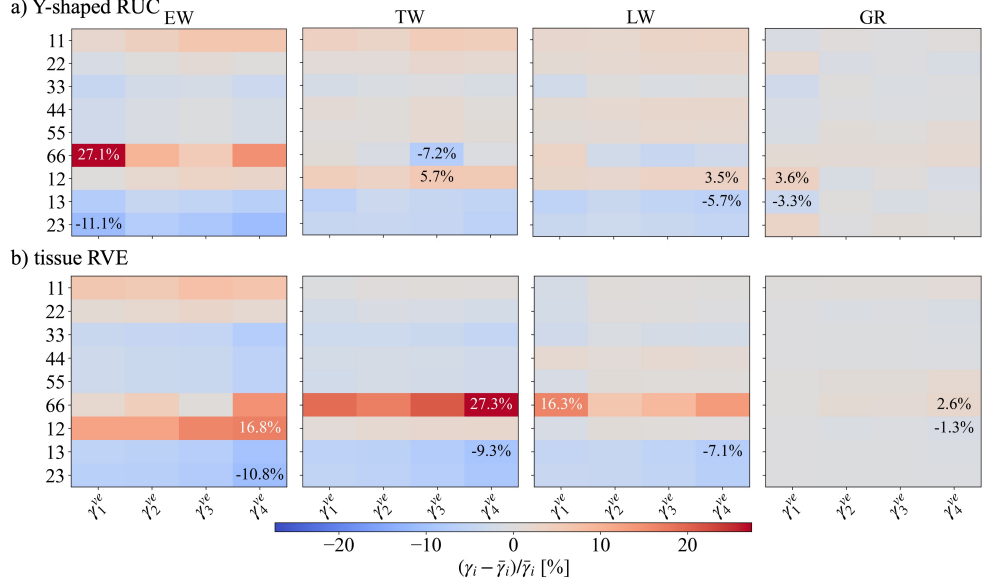 a) Y-shaped RUC
EW TW LW GR
11
22
33
44
55
66 27.1% -7.2%
12 5.7% 3.5% 3.6%
13 -5.7% -3.3%
23 -11.1%
b) tissue RVE
11
22
33
44
55
66 27.3% 16.3% 2.6%
12 16.8% -1.3%
13 -9.3% -7.1%
23 -10.8%
γ₁ᵛᵉ γ₂ᵛᵉ γ₃ᵛᵉ γ₄ᵛᵉ γ₁ᵛᵉ γ₂ᵛᵉ γ₃ᵛᵉ γ₄ᵛᵉ γ₁ᵛᵉ γ₂ᵛᵉ γ₃ᵛᵉ γ₄ᵛᵉ γ₁ᵛᵉ γ₂ᵛᵉ γ₃ᵛᵉ γ₄ᵛᵉ
−20 −10 0 10 20
(γᵢ − γ̄ᵢ)/γ̄ᵢ [%]